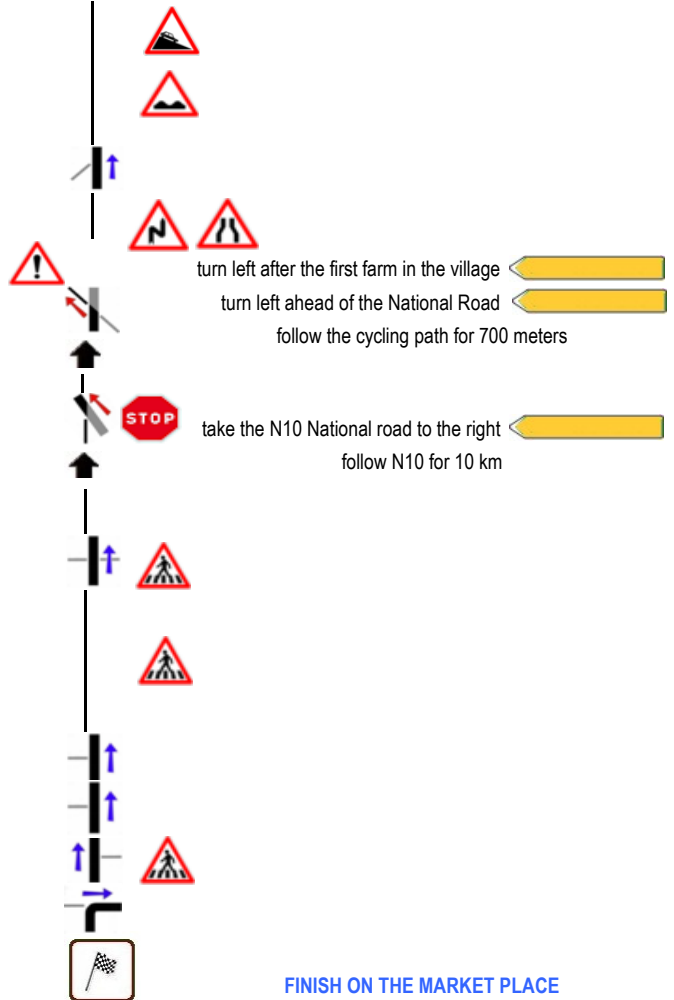 turn left after the first farm in the village
turn left ahead of the National Road
follow the cycling path for 700 meters
STOP
take the N10 National road to the right
follow N10 for 10 km
FINISH ON THE MARKET PLACE